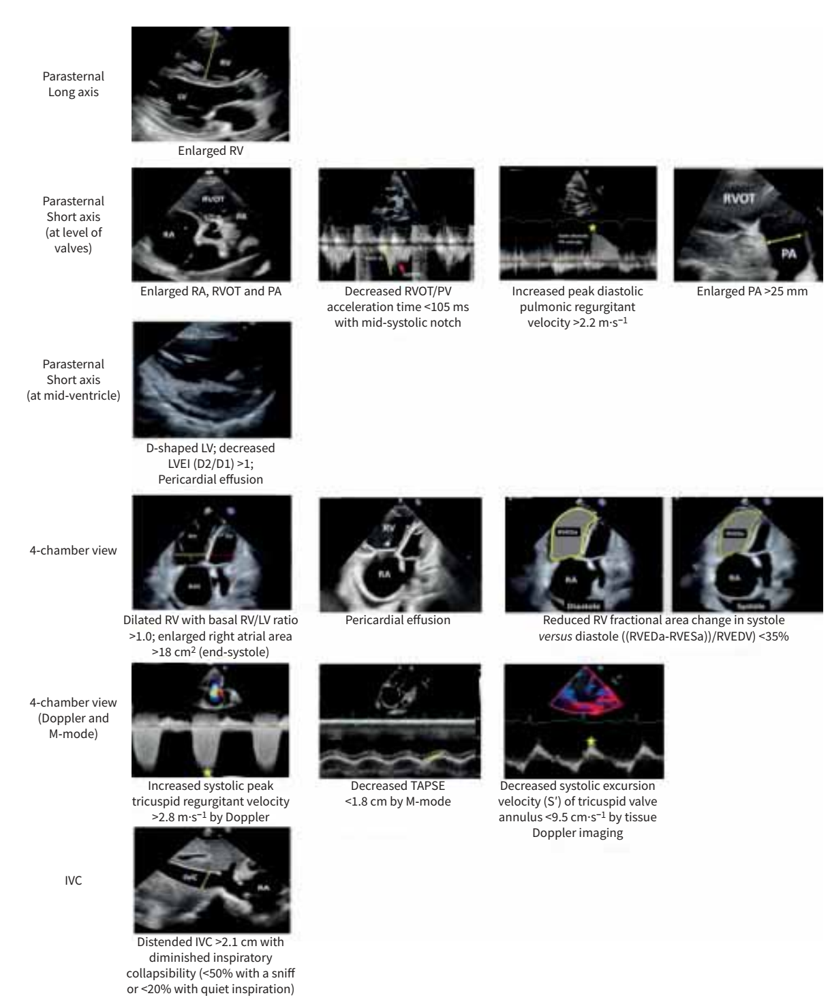 Parasternal
Long axis
RV
LV
Enlarged RV
Parasternal
Short axis
(at level of
valves)
RVOT
RA
PA
Enlarged RA, RVOT and PA
Decreased RVOT/PV
acceleration time <105 ms
with mid-systolic notch
Increased peak diastolic
pulmonic regurgitant
velocity >2.2 m·s⁻¹
RVOT
PA
Enlarged PA >25 mm
Parasternal
Short axis
(at mid-ventricle)
D-shaped LV; decreased
LVEI (D2/D1) >1;
Pericardial effusion
4-chamber view
Dilated RV with basal RV/LV ratio
>1.0; enlarged right atrial area
>18 cm² (end-systole)
RV
RA
Pericardial effusion
RVEDa
RA
Diastole
RVESa
RA
Systole
Reduced RV fractional area change in systole
versus diastole ((RVEDa-RVESa))/RVEDV) <35%
4-chamber view
(Doppler and
M-mode)
Increased systolic peak
tricuspid regurgitant velocity
>2.8 m·s⁻¹ by Doppler
Decreased TAPSE
<1.8 cm by M-mode
Decreased systolic excursion
velocity (S′) of tricuspid valve
annulus <9.5 cm·s⁻¹ by tissue
Doppler imaging
IVC
IVC
RA
Distended IVC >2.1 cm with
diminished inspiratory
collapsibility (<50% with a sniff
or <20% with quiet inspiration)